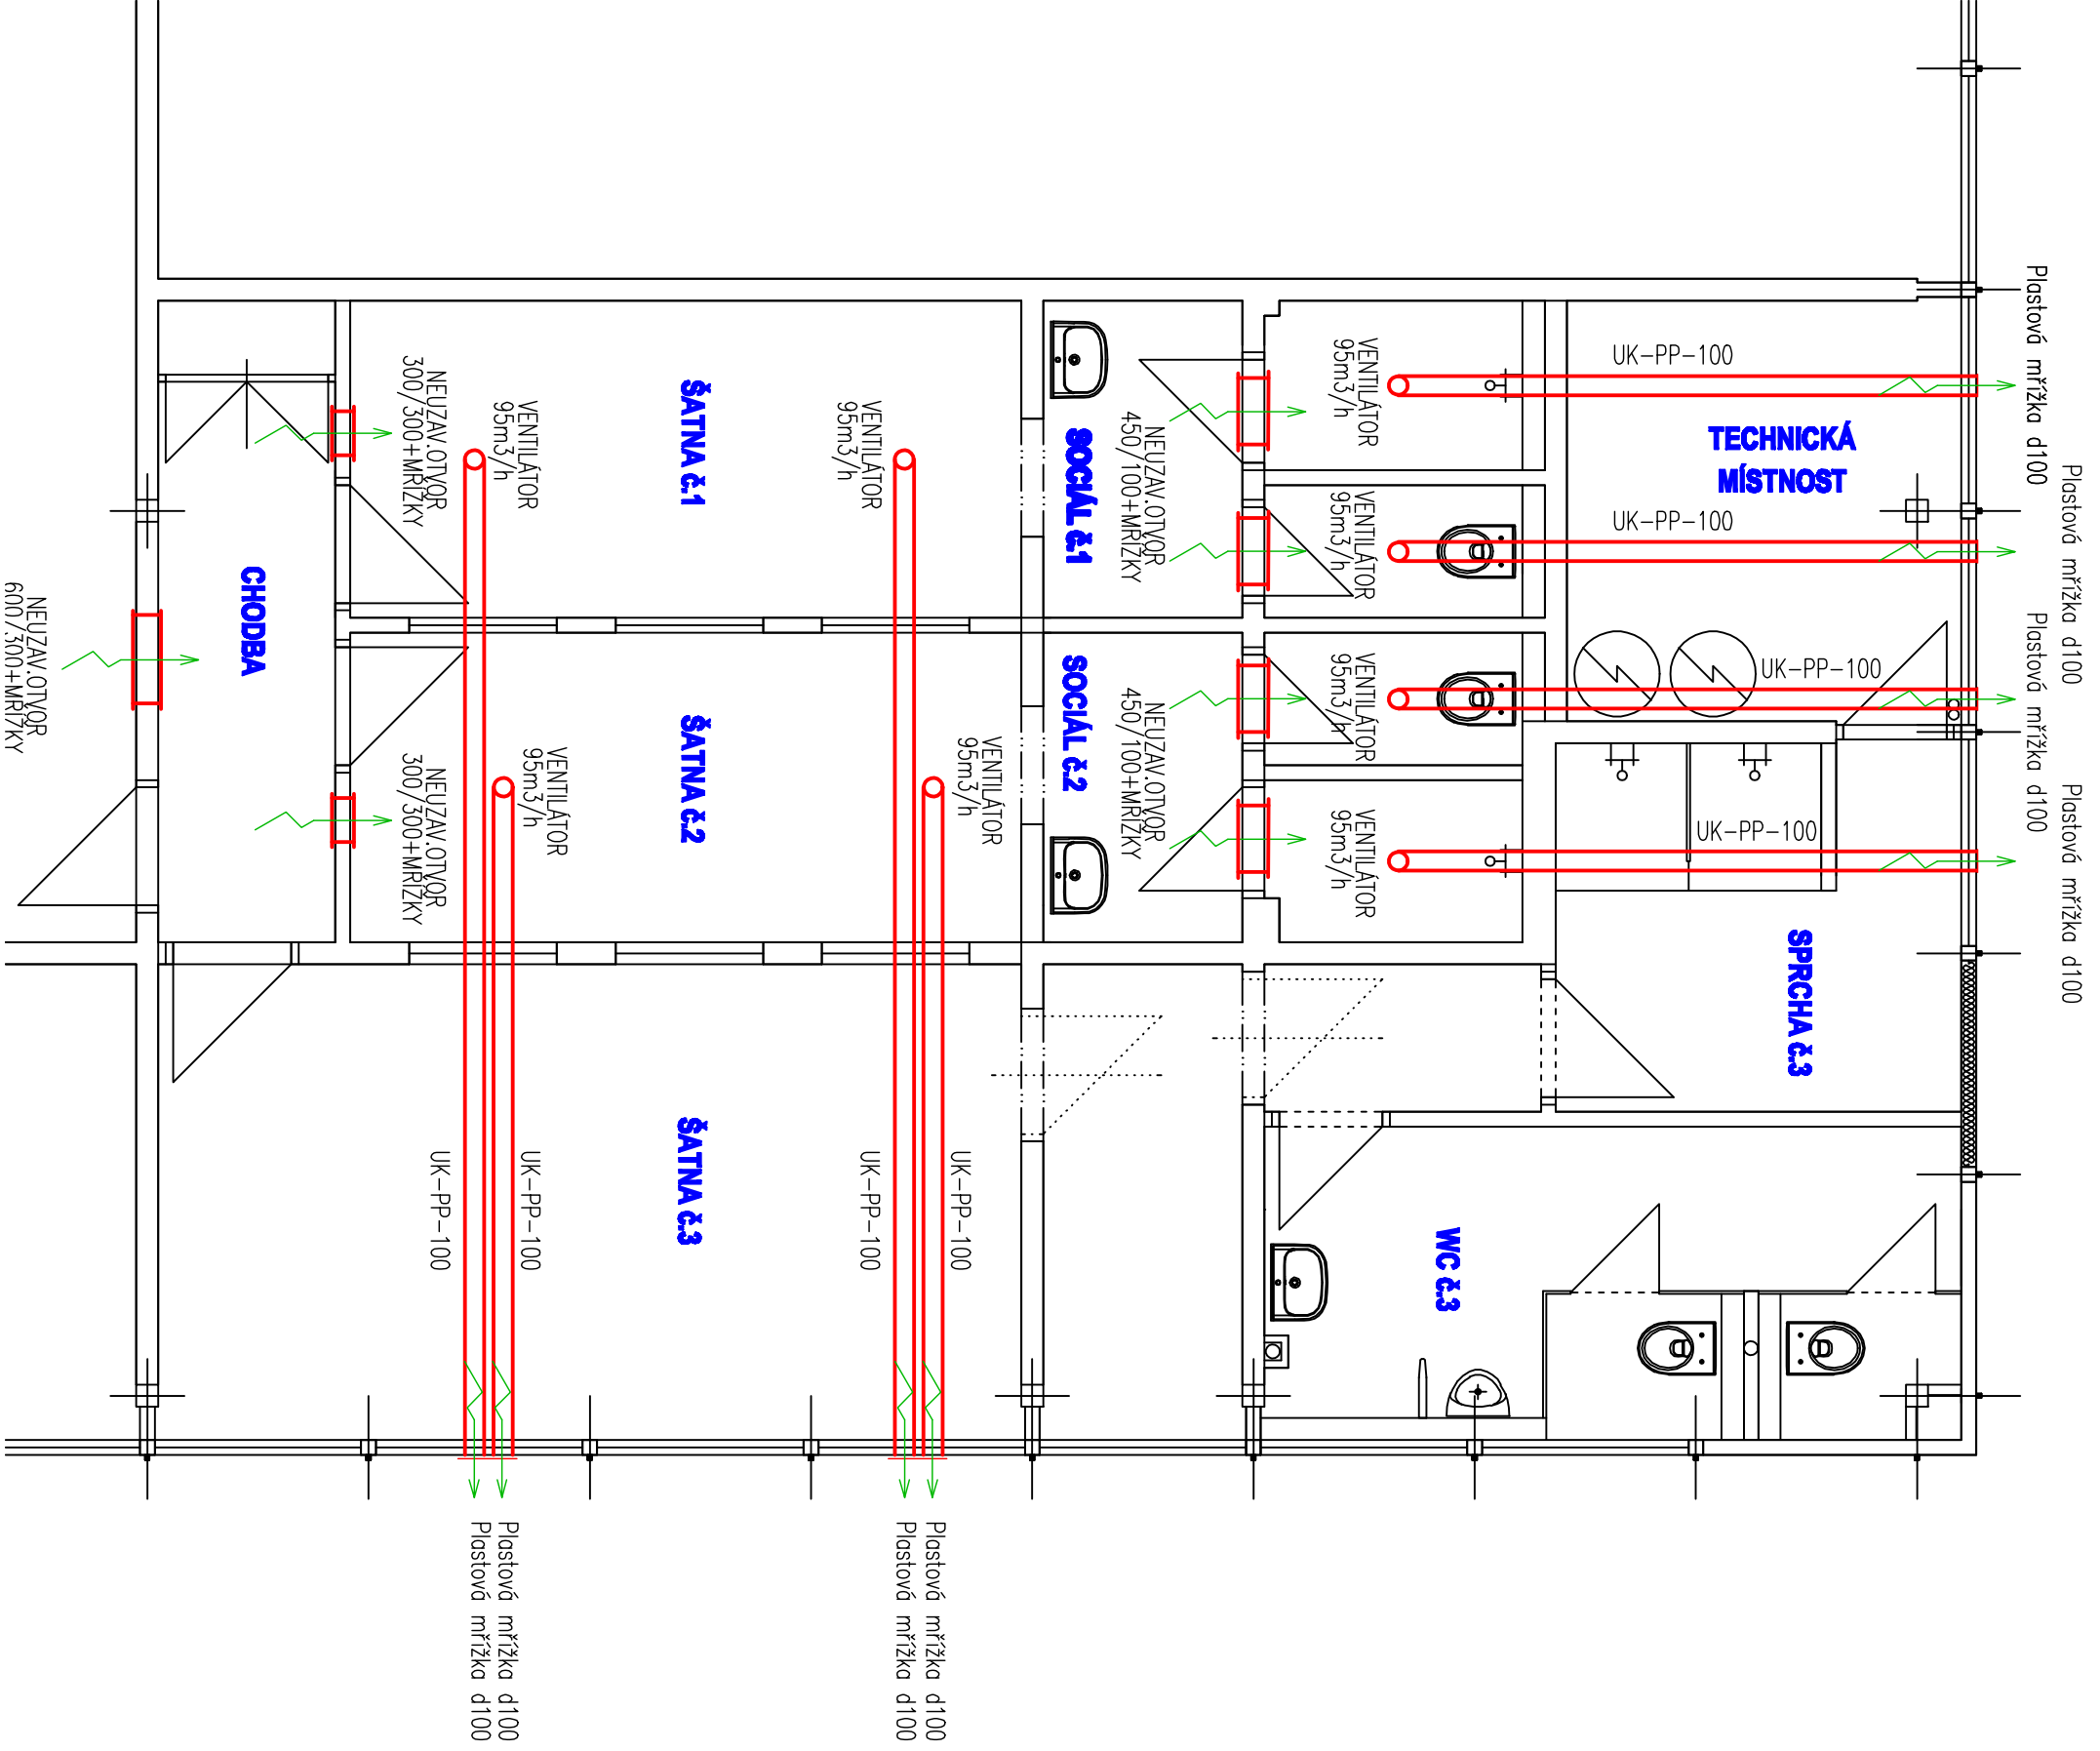 Plastová mřížka d100
Plastová mřížka d100
Plastová mřížka d100
Plastová mřížka d100
UK-PP-100
TECHNICKÁ
MÍSTNOST
UK-PP-100
UK-PP-100
UK-PP-100
SPRCHA č.3
WC č.3
VENTILÁTOR
95m3/h
VENTILÁTOR
95m3/h
VENTILÁTOR
95m3/h
VENTILÁTOR
95m3/h
NEUZAV.OTVOR
450/100+MŘÍŽKY
NEUZAV.OTVOR
450/100+MŘÍŽKY
SOCIÁL č.1
SOCIÁL č.2
VENTILÁTOR
95m3/h
VENTILÁTOR
95m3/h
UK-PP-100
UK-PP-100
ŠATNA č.1
ŠATNA č.2
ŠATNA č.3
VENTILÁTOR
95m3/h
VENTILÁTOR
95m3/h
UK-PP-100
UK-PP-100
NEUZAV.OTVOR
300/300+MŘÍŽKY
NEUZAV.OTVOR
300/300+MŘÍŽKY
CHODBA
NEUZAV.OTVOR
600/300+MŘÍŽKY
Plastová mřížka d100
Plastová mřížka d100
Plastová mřížka d100
Plastová mřížka d100